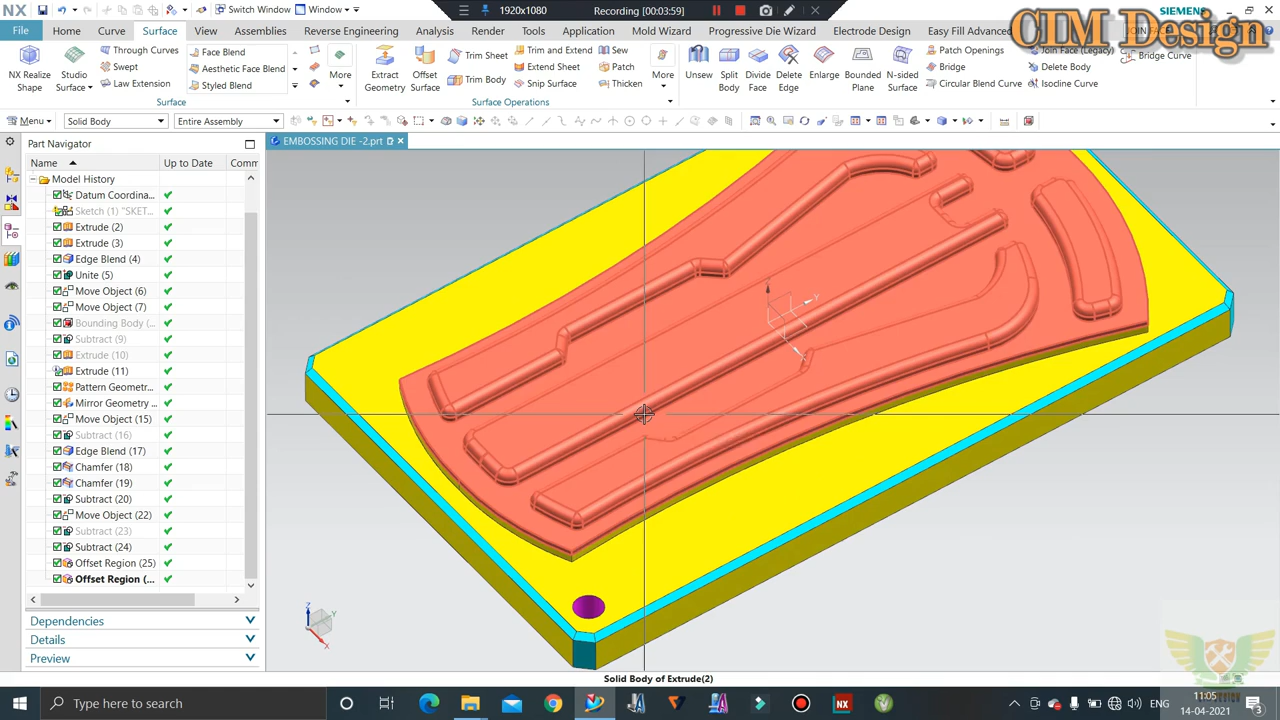 NX
Switch Window
Window
1920x1080
Recording [00:03:59]
SIEMENS
CIM Design
File
Home
Curve
Surface
View
Assemblies
Reverse Engineering
Analysis
Render
Tools
Application
Mold Wizard
Progressive Die Wizard
Electrode Design
Easy Fill Advanced
NX Realize Shape
Studio Surface
Through Curves
Swept
Law Extension
Face Blend
Aesthetic Face Blend
Styled Blend
More
Surface
Extract Geometry
Offset Surface
Trim Sheet
Trim Body
Trim and Extend
Extend Sheet
Snip Surface
Sew
Patch
Thicken
More
Surface Operations
Unsew
Split Body
Divide Face
Delete Edge
Enlarge
Bounded Plane
N-sided Surface
Patch Openings
Bridge
Circular Blend Curve
Join Face (Legacy)
Delete Body
Isocline Curve
Bridge Curve
Menu
Solid Body
Entire Assembly
Part Navigator
EMBOSSING DIE -2.prt
Name
Up to Date
Comm
Model History
Datum Coordina...
Sketch (1) "SKET...
Extrude (2)
Extrude (3)
Edge Blend (4)
Unite (5)
Move Object (6)
Move Object (7)
Bounding Body (...
Subtract (9)
Extrude (10)
Extrude (11)
Pattern Geometr...
Mirror Geometry...
Move Object (15)
Subtract (16)
Edge Blend (17)
Chamfer (18)
Chamfer (19)
Subtract (20)
Move Object (22)
Subtract (23)
Subtract (24)
Offset Region (25)
Offset Region (...
Dependencies
Details
Preview
Y
Z
Y
X
Solid Body of Extrude(2)
Type here to search
ENG
11:05
14-04-2021
3